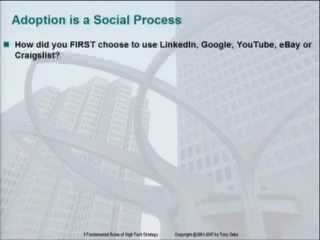 Adoption is a Social Process
How did you FIRST choose to use LinkedIn, Google, YouTube, eBay or
Craigslist?
Fundamental Rules of High Tech Strategy Copyright @2001-2007 by Tony Seba